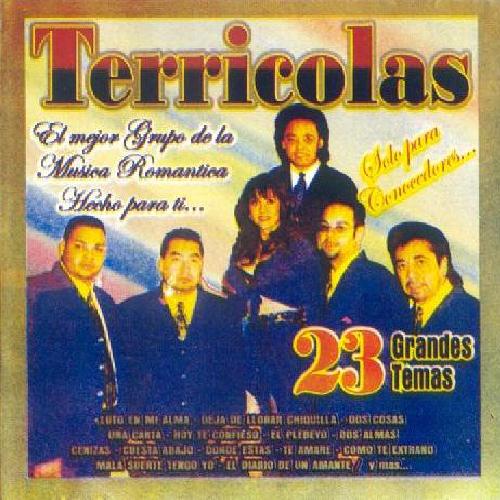 Terricolas
El mejor Grupo de la
Musica Romantica
Hecho para ti...
Solo para
Conocedores...
23 Grandes
Temas
LUTO EN MI ALMA - DEJA DE LLORAR CHIQUILLA - DOS COSAS
UNA CARTA - HOY TE CONFIESO - EL PLEBEYO - DOS ALMAS
CENIZAS - CUESTA ABAJO - DONDE ESTAS - TE AMARE - COMO TE EXTRAÑO
MALA SUERTE TENGO YO - EL DIARIO DE UN AMANTE y mas...